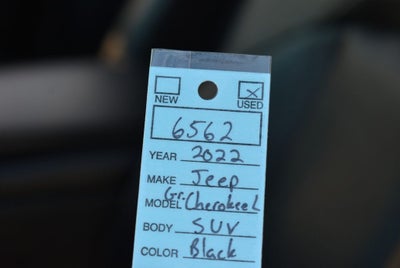 NEW USED
6562
YEAR 2022
MAKE Jeep
MODEL Gr. Cherokee L
BODY SUV
COLOR Black